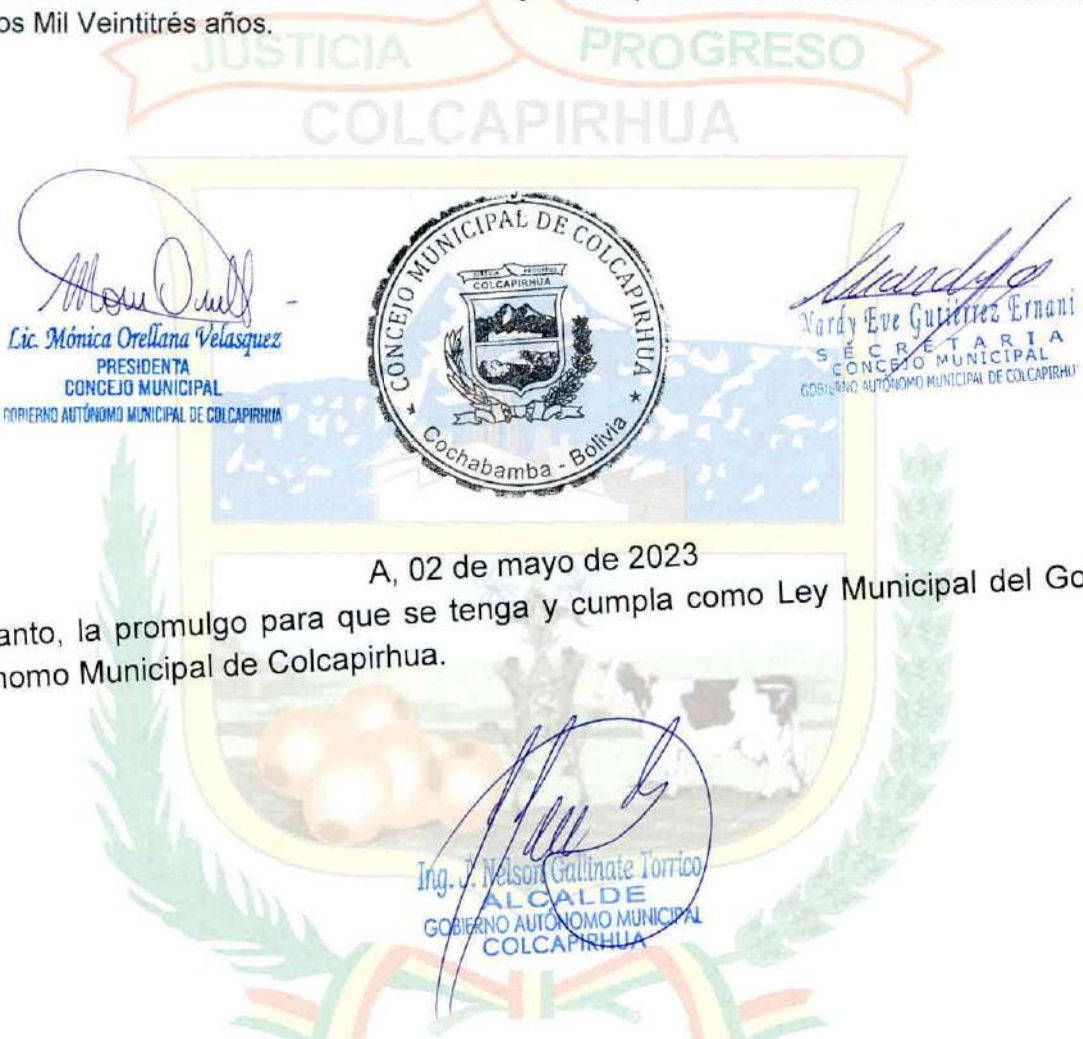 os Mil Veintitrés años.
JUSTICIA PROGRESO
COLCAPIRHUA
CONCEJO MUNICIPAL DE COLCAPIRHUA
JUSTICIA PROGRESO
COLCAPIRHUA
Cochabamba - Bolivia
Lic. Mónica Orellana Velasquez
PRESIDENTA
CONCEJO MUNICIPAL
GOBIERNO AUTÓNOMO MUNICIPAL DE COLCAPIRHUA
Nardy Eve Gutiérrez Ernani
SECRETARIA
CONCEJO MUNICIPAL
GOBIERNO AUTÓNOMO MUNICIPAL DE COLCAPIRHU
A, 02 de mayo de 2023
anto, la promulgo para que se tenga y cumpla como Ley Municipal del Go
nomo Municipal de Colcapirhua.
Ing. J. Nelson Gallinate Torrico
ALCALDE
GOBIERNO AUTÓNOMO MUNICIPAL
COLCAPIRHUA